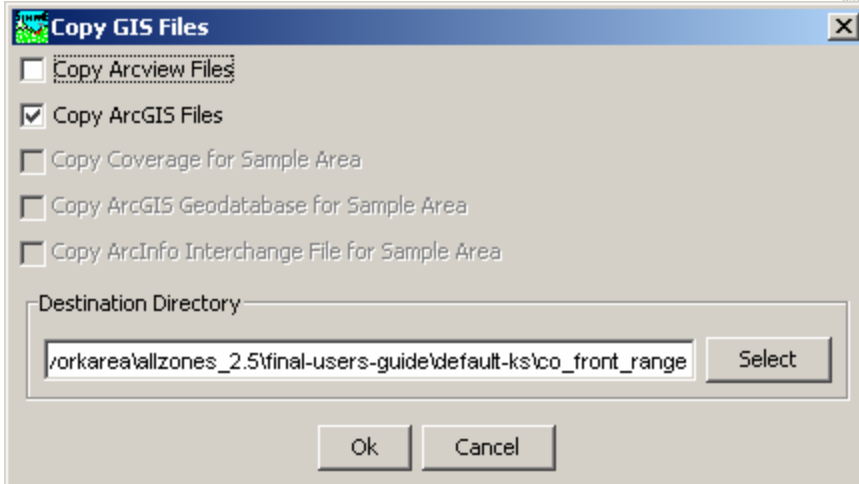 Copy GIS Files
Copy Arcview Files
Copy ArcGIS Files
Copy Coverage for Sample Area
Copy ArcGIS Geodatabase for Sample Area
Copy ArcInfo Interchange File for Sample Area
Destination Directory
orkarea\allzones_2.5\final-users-guide\default-ks\co_front_range
Select
Ok
Cancel